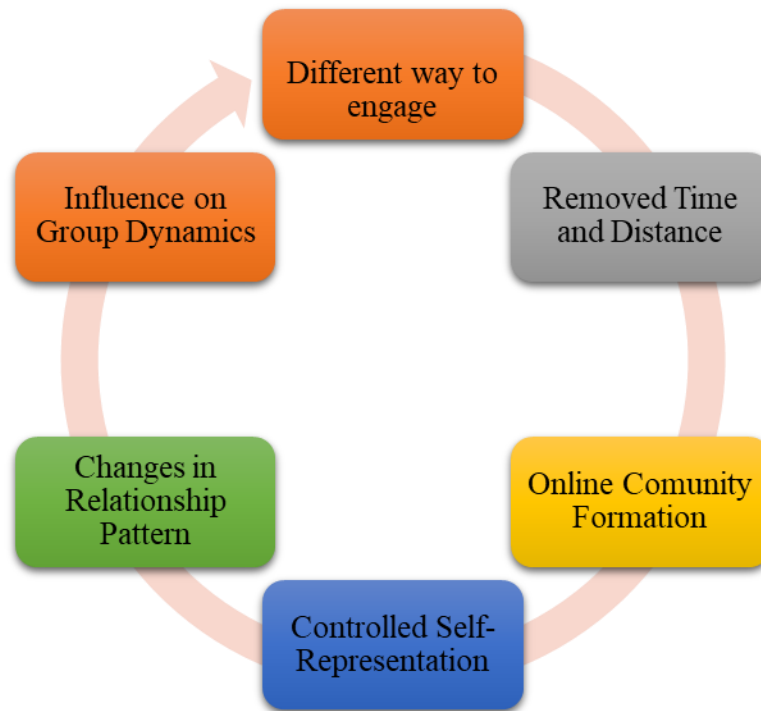 Different way to
engage
Removed Time
and Distance
Online Comunity
Formation
Controlled Self-
Representation
Changes in
Relationship
Pattern
Influence on
Group Dynamics